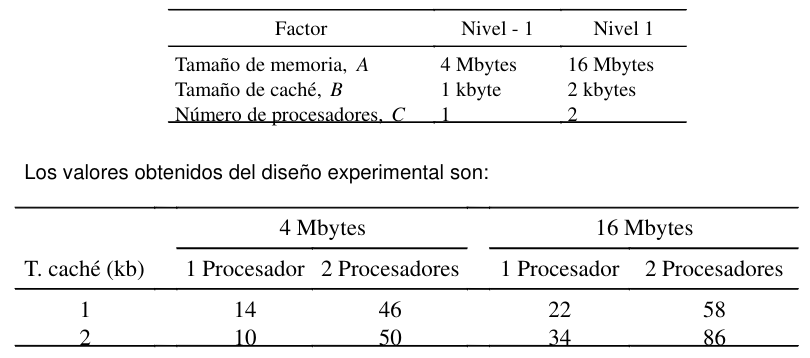 Factor Nivel - 1 Nivel 1
Tamaño de memoria, A 4 Mbytes 16 Mbytes
Tamaño de caché, B 1 kbyte 2 kbytes
Número de procesadores, C 1 2
Los valores obtenidos del diseño experimental son:
4 Mbytes 16 Mbytes
T. caché (kb) 1 Procesador 2 Procesadores 1 Procesador 2 Procesadores
1 14 46 22 58
2 10 50 34 86